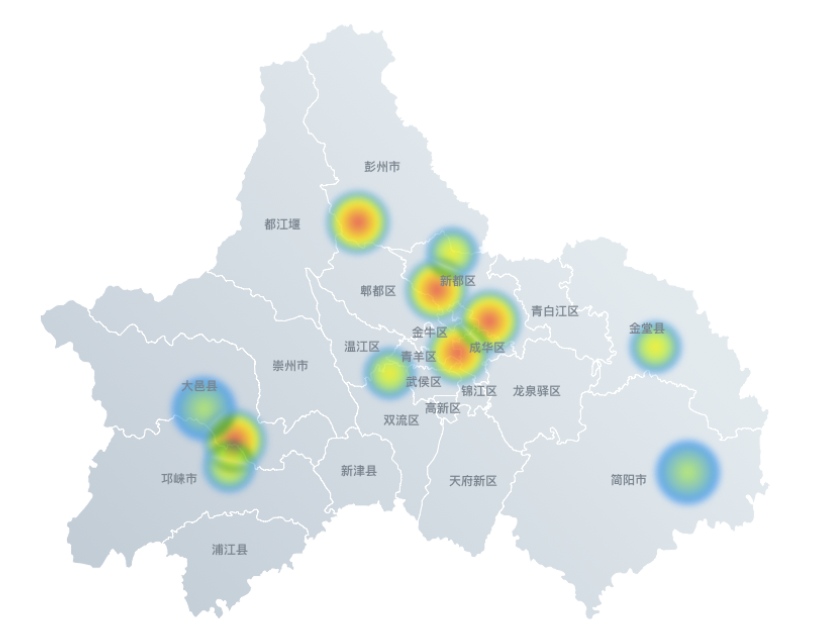 彭州市
都江堰
新都区
郫都区
青白江区
金牛区
金堂县
温江区
成华区
青羊区
崇州市
武侯区
大邑县
锦江区
龙泉驿区
高新区
双流区
新津县
邛崃市
天府新区
简阳市
浦江县